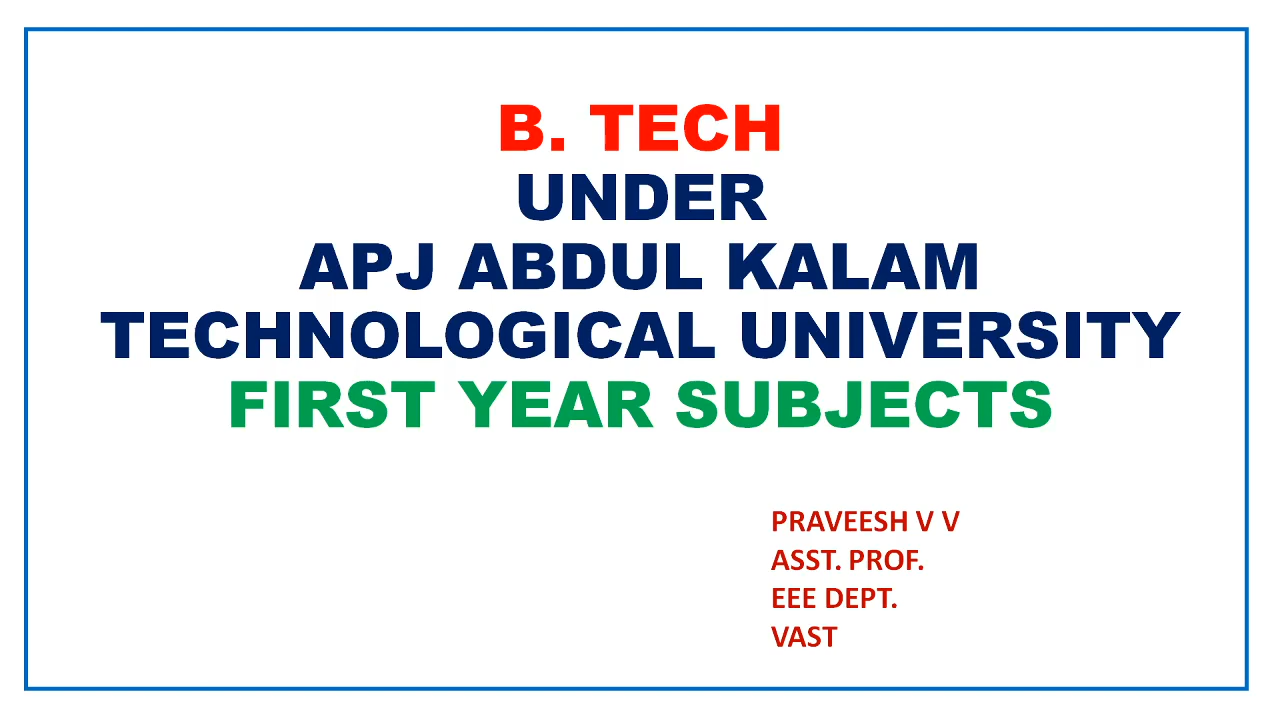 B. TECH
UNDER
APJ ABDUL KALAM
TECHNOLOGICAL UNIVERSITY
FIRST YEAR SUBJECTS
PRAVEESH V V
ASST. PROF.
EEE DEPT.
VAST